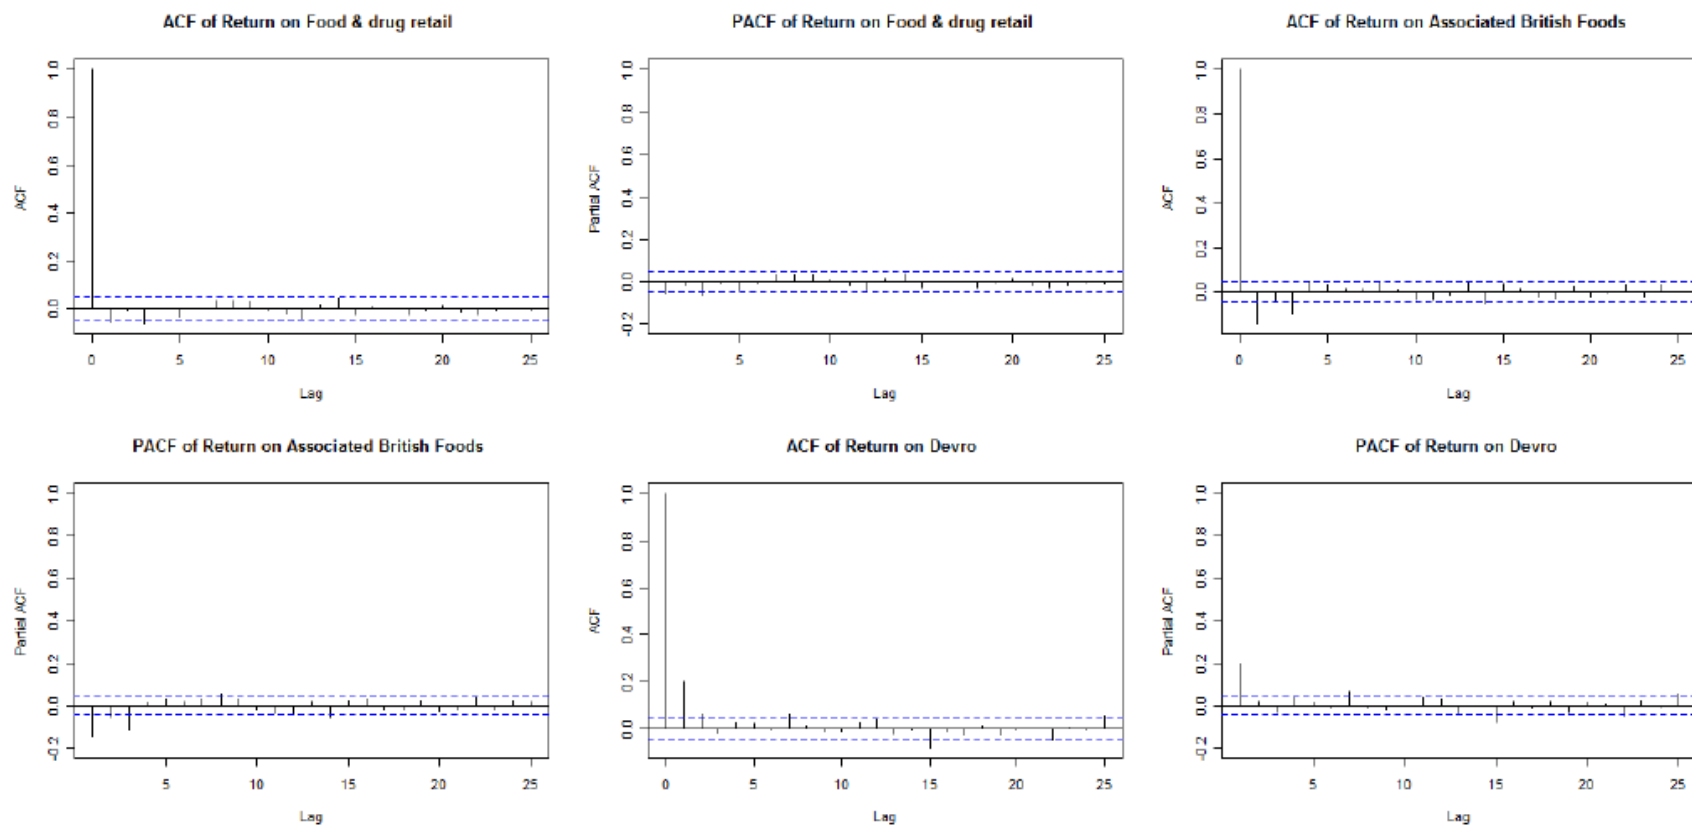 ACF of Return on Food & drug retail
PACF of Return on Food & drug retail
ACF of Return on Associated British Foods
ACF
1.0
0.8
0.6
0.4
0.2
0.0
0 5 10 15 20 25
Lag
Partial ACF
1.0
0.8
0.6
0.4
0.2
0.0
-0.2
5 10 15 20 25
Lag
ACF
1.0
0.8
0.6
0.4
0.2
0.0
0 5 10 15 20 25
Lag
PACF of Return on Associated British Foods
ACF of Return on Devro
PACF of Return on Devro
Partial ACF
1.0
0.8
0.6
0.4
0.2
0.0
-0.2
5 10 15 20 25
Lag
ACF
1.0
0.8
0.6
0.4
0.2
0.0
0 5 10 15 20 25
Lag
Partial ACF
1.0
0.8
0.6
0.4
0.2
0.0
-0.2
5 10 15 20 25
Lag